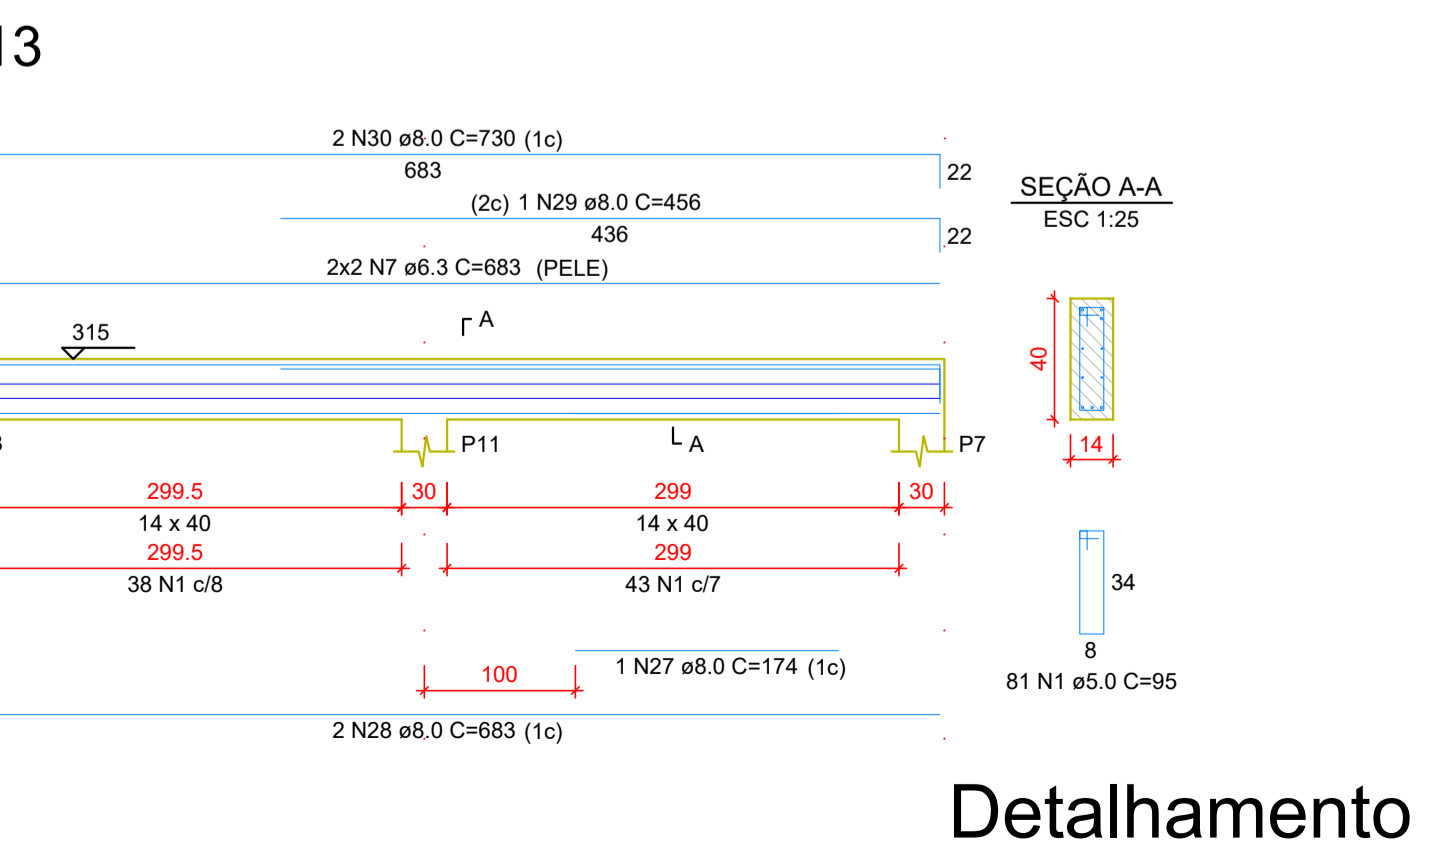 13
2 N30 ø8.0 C=730 (1c)
683
22
(2c) 1 N29 ø8.0 C=456
436
22
2x2 N7 ø6.3 C=683 (PELE)
SEÇÃO A-A
ESC 1:25
315
A
40
14
P11
A
P7
299.5
30
299
30
14 x 40
14 x 40
299.5
299
38 N1 c/8
43 N1 c/7
34
8
81 N1 ø5.0 C=95
1 N27 ø8.0 C=174 (1c)
100
2 N28 ø8.0 C=683 (1c)
Detalhamento